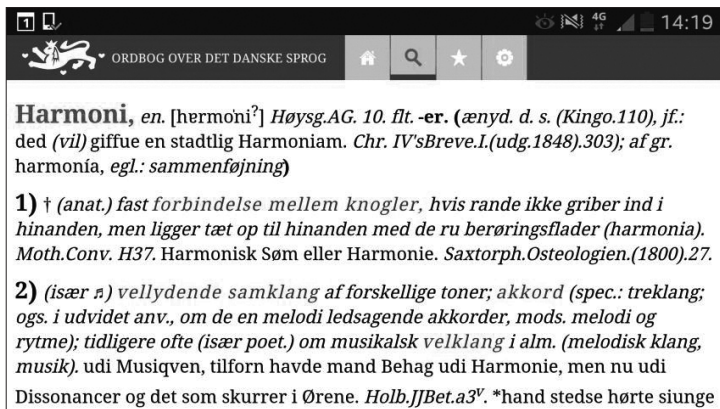 1 4G 14:19
ORDBOG OVER DET DANSKE SPROG
Harmoni, en. [hɐrmoˈniˀ] Høysg.AG. 10. flt. -er. (ænyd. d. s. (Kingo.110), jf.:
ded (vil) giffue en stadtlig Harmoniam. Chr. IV'sBreve.I.(udg.1848).303); af gr.
harmonía, egl.: sammenføjning)
1) † (anat.) fast forbindelse mellem knogler, hvis rande ikke griber ind i
hinanden, men ligger tæt op til hinanden med de ru berøringsflader (harmonia).
Moth.Conv. H37. Harmonisk Søm eller Harmonie. Saxtorph.Osteologien.(1800).27.
2) (især ♬) vellydende samklang af forskellige toner; akkord (spec.: treklang;
ogs. i udvidet anv., om de en melodi ledsagende akkorder, mods. melodi og
rytme); tidligere ofte (især poet.) om musikalsk velklang i alm. (melodisk klang,
musik). udi Musiqven, tilforn havde mand Behag udi Harmonie, men nu udi
Dissonancer og det som skurrer i Ørene. Holb.JJBet.a3ᵛ. *hand stedse hørte siunge